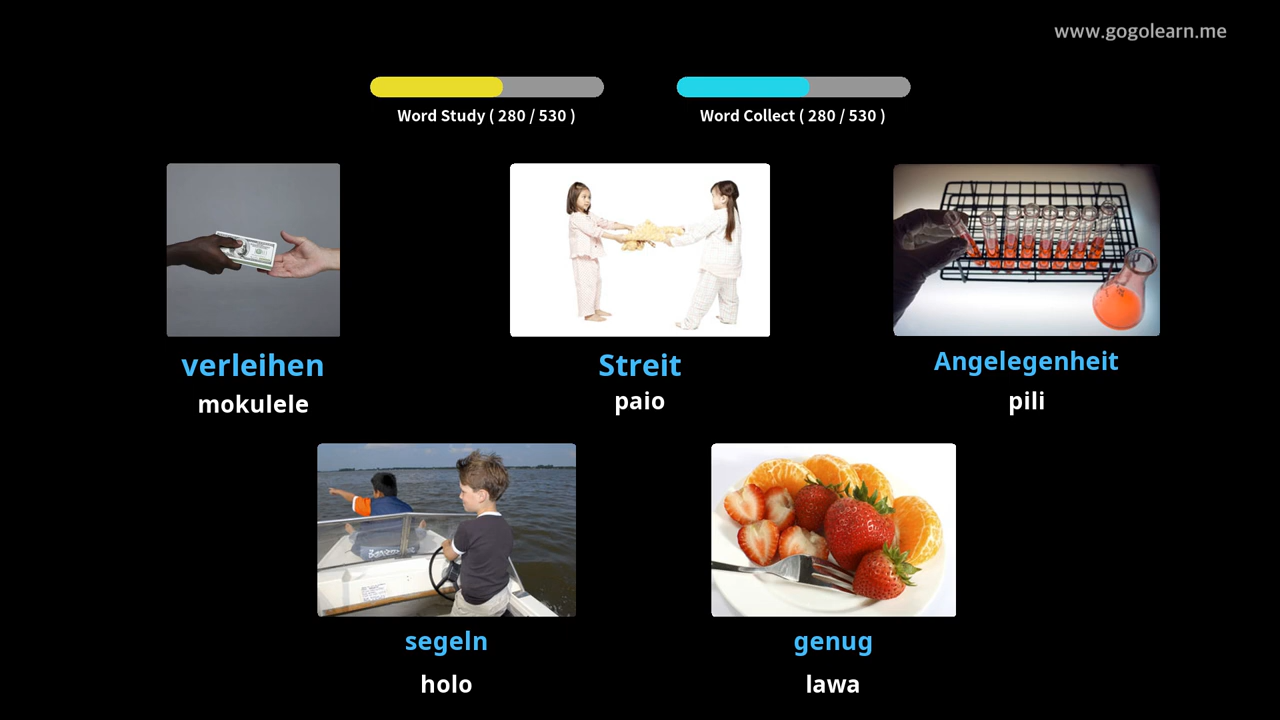 www.gogolearn.me
Word Study ( 280 / 530 )
Word Collect ( 280 / 530 )
verleihen
mokulele
Streit
paio
Angelegenheit
pili
segeln
holo
genug
lawa